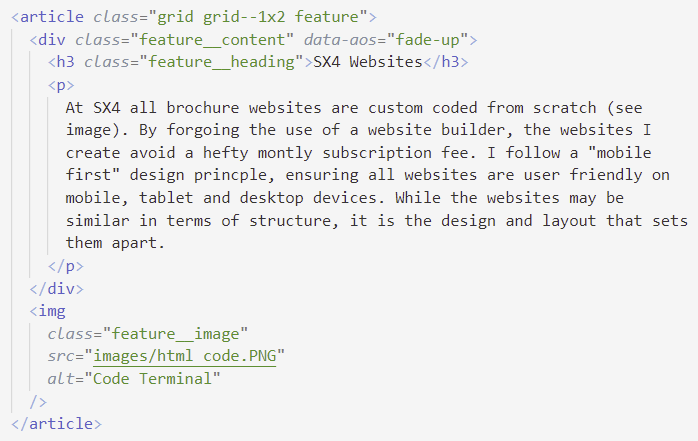 <article class="grid grid--1x2 feature">
<div class="feature__content" data-aos="fade-up">
<h3 class="feature__heading">SX4 Websites</h3>
<p>
At SX4 all brochure websites are custom coded from scratch (see
image). By forgoing the use of a website builder, the websites I
create avoid a hefty montly subscription fee. I follow a "mobile
first" design princple, ensuring all websites are user friendly on
mobile, tablet and desktop devices. While the websites may be
similar in terms of structure, it is the design and layout that sets
them apart.
</p>
</div>
<img
class="feature__image"
src="images/html code.PNG"
alt="Code Terminal"
/>
</article>